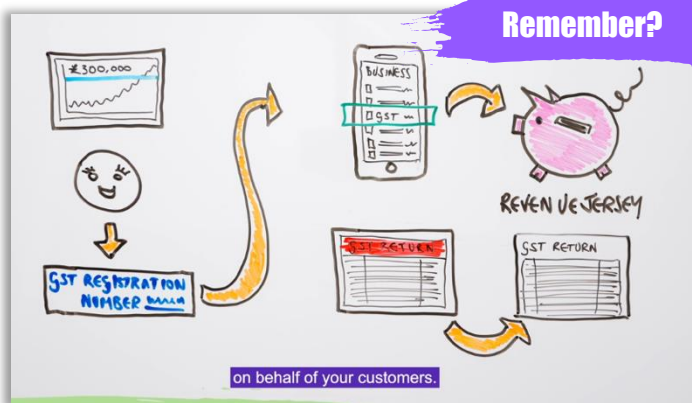 Remember?
£300,000
BUSINESS
GST
REVENUE JERSEY
GST REGISTRATION
NUMBER
GST RETURN
GST RETURN
on behalf of your customers.